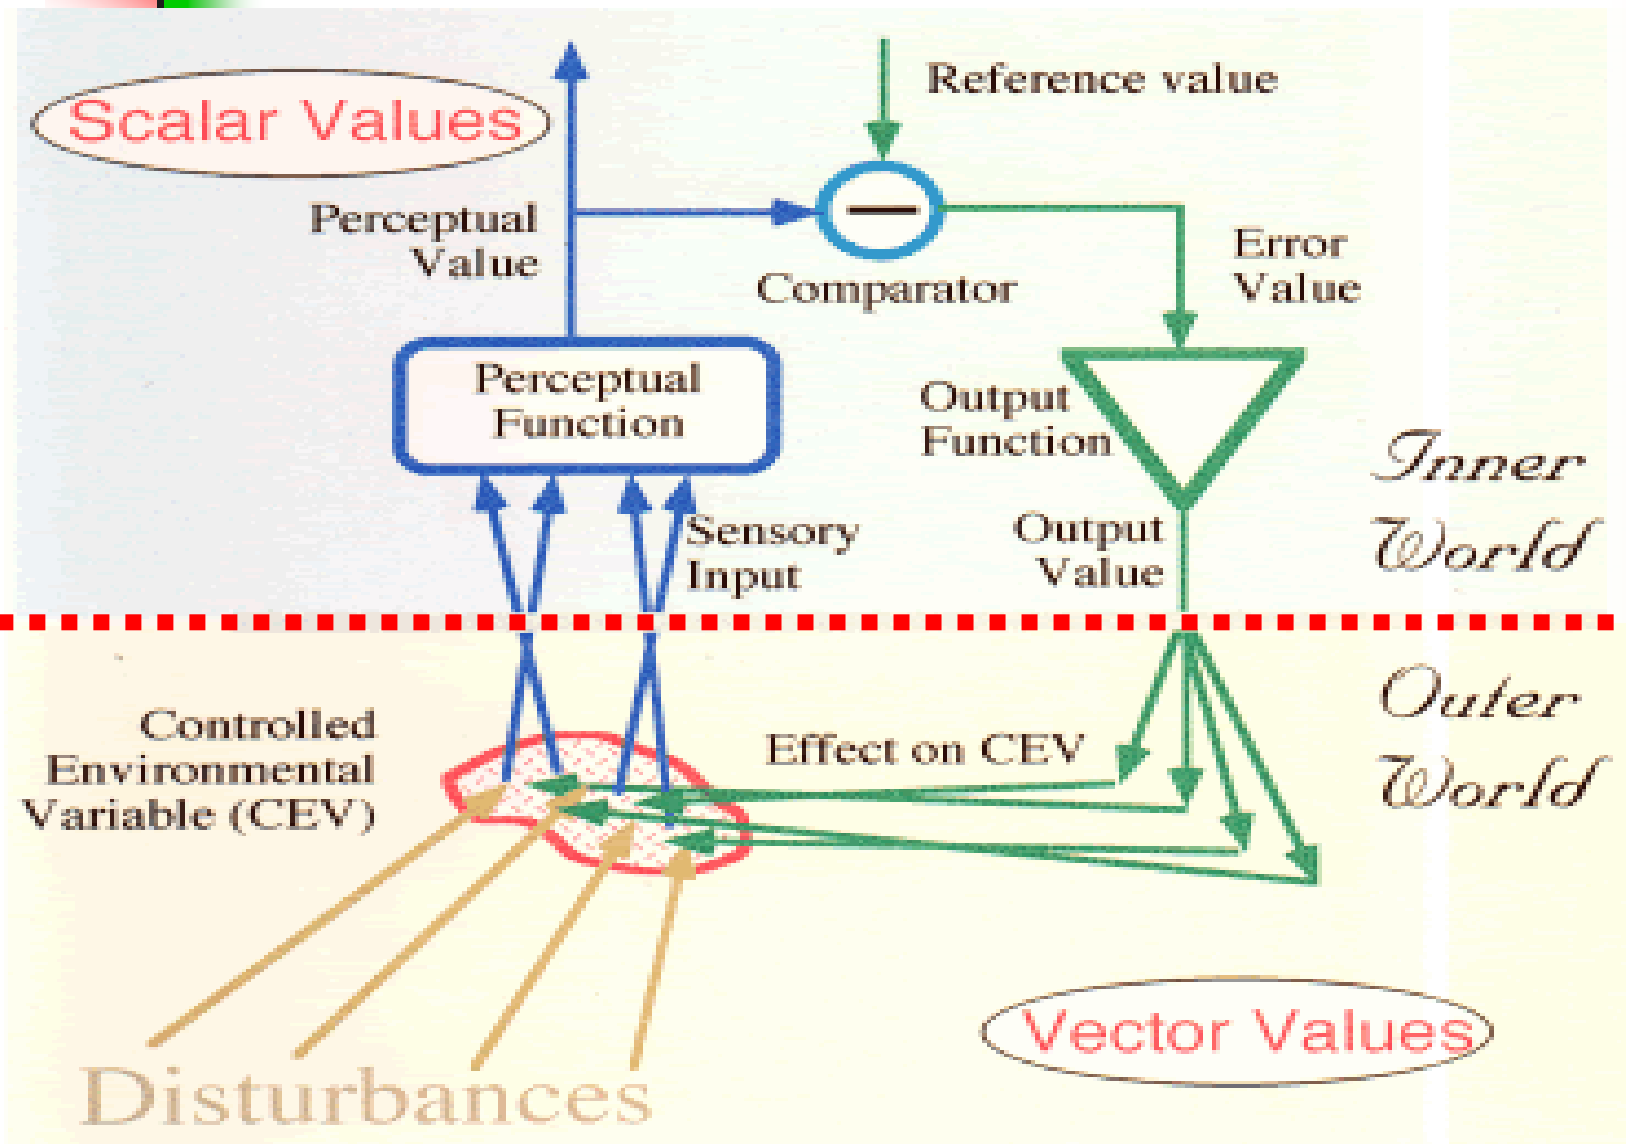 Scalar Values
Reference value
Perceptual
Value
Comparator
Error
Value
Perceptual
Function
Output
Function
Inner
World
Sensory
Input
Output
Value
Outer
World
Controlled
Environmental
Variable (CEV)
Effect on CEV
Vector Values
Disturbances